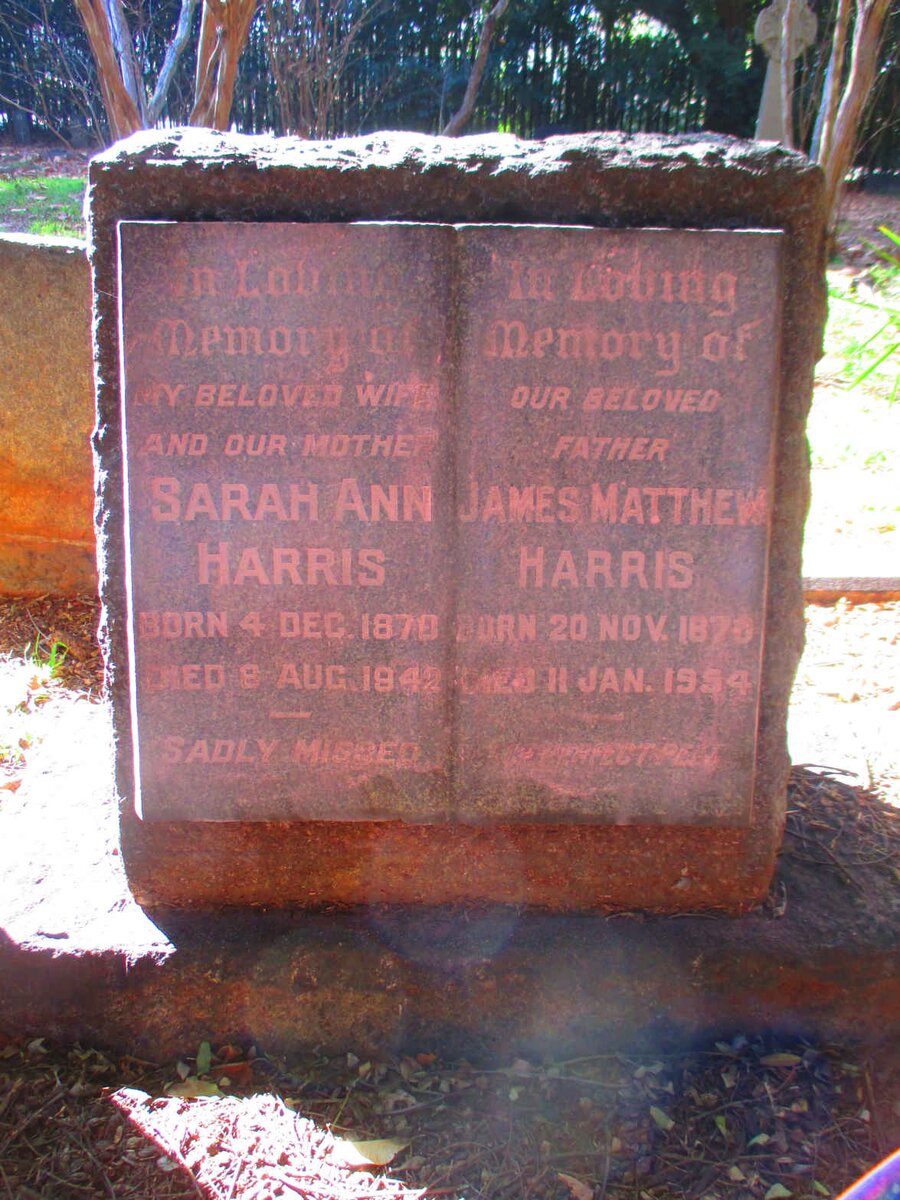 In Loving
Memory of
MY BELOVED WIFE
AND OUR MOTHER
SARAH ANN
HARRIS
BORN 4 DEC. 1870
DIED 8 AUG. 1942
SADLY MISSED
In Loving
Memory of
OUR BELOVED
FATHER
JAMES MATTHEW
HARRIS
BORN 20 NOV.
DIED 11 JAN. 1954
PERFECT